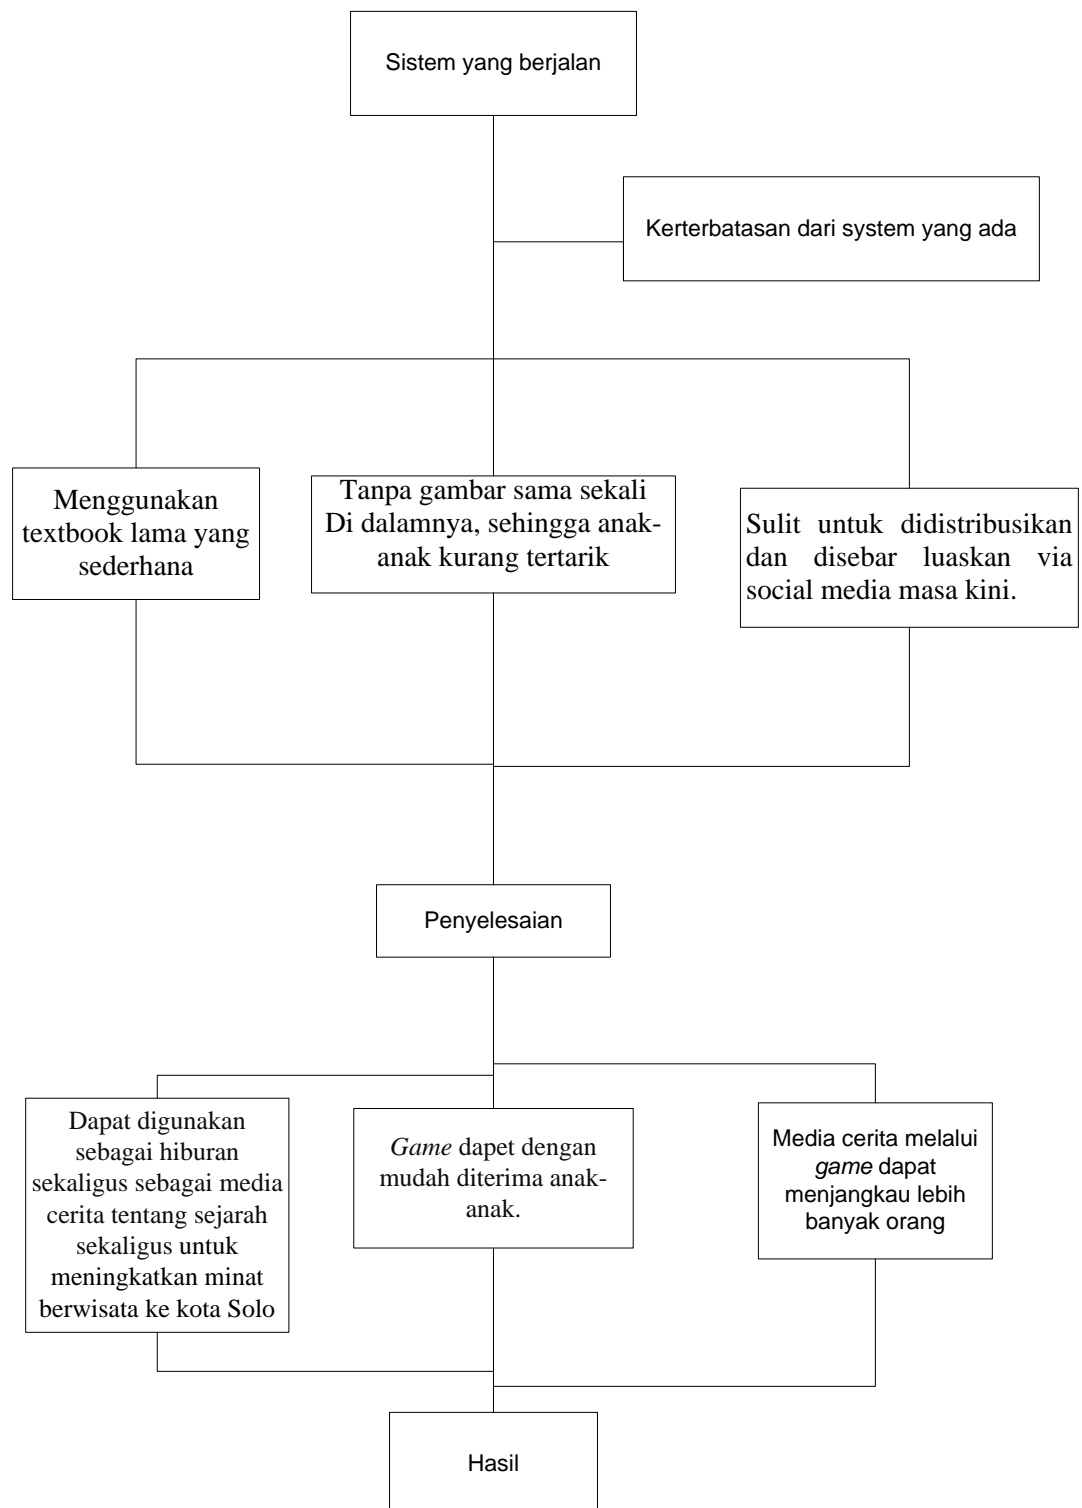 Sistem yang berjalan
Kerterbatasan dari system yang ada
Menggunakan
textbook lama yang
sederhana
Tanpa gambar sama sekali
Di dalamnya, sehingga anak-
anak kurang tertarik
Sulit untuk didistribusikan
dan disebar luaskan via
social media masa kini.
Penyelesaian
Dapat digunakan
sebagai hiburan
sekaligus sebagai media
cerita tentang sejarah
sekaligus untuk
meningkatkan minat
berwisata ke kota Solo
Game dapet dengan
mudah diterima anak-
anak.
Media cerita melalui
game dapat
menjangkau lebih
banyak orang
Hasil